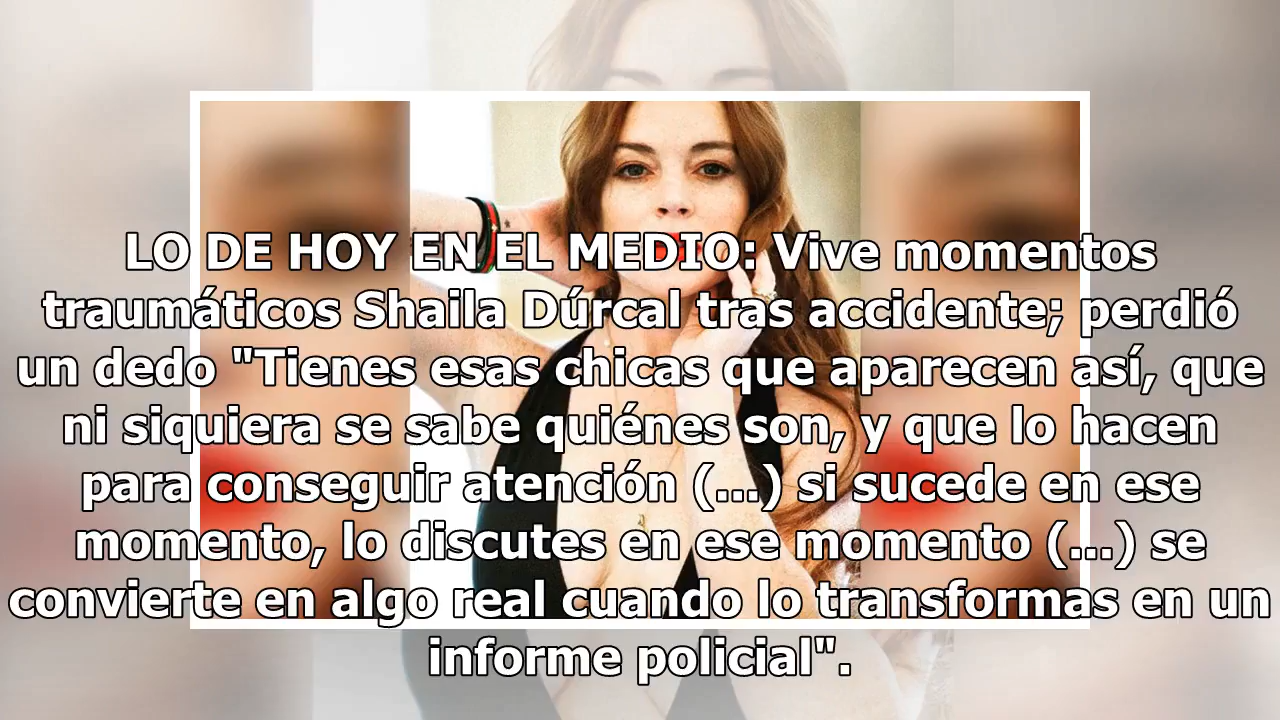 LO DE HOY EN EL MEDIO: Vive momentos
traumáticos Shaila Dúrcal tras accidente; perdió
un dedo "Tienes esas chicas que aparecen así, que
ni siquiera se sabe quiénes son, y que lo hacen
para conseguir atención (...) si sucede en ese
momento, lo discutes en ese momento (...) se
convierte en algo real cuando lo transformas en un
informe policial".